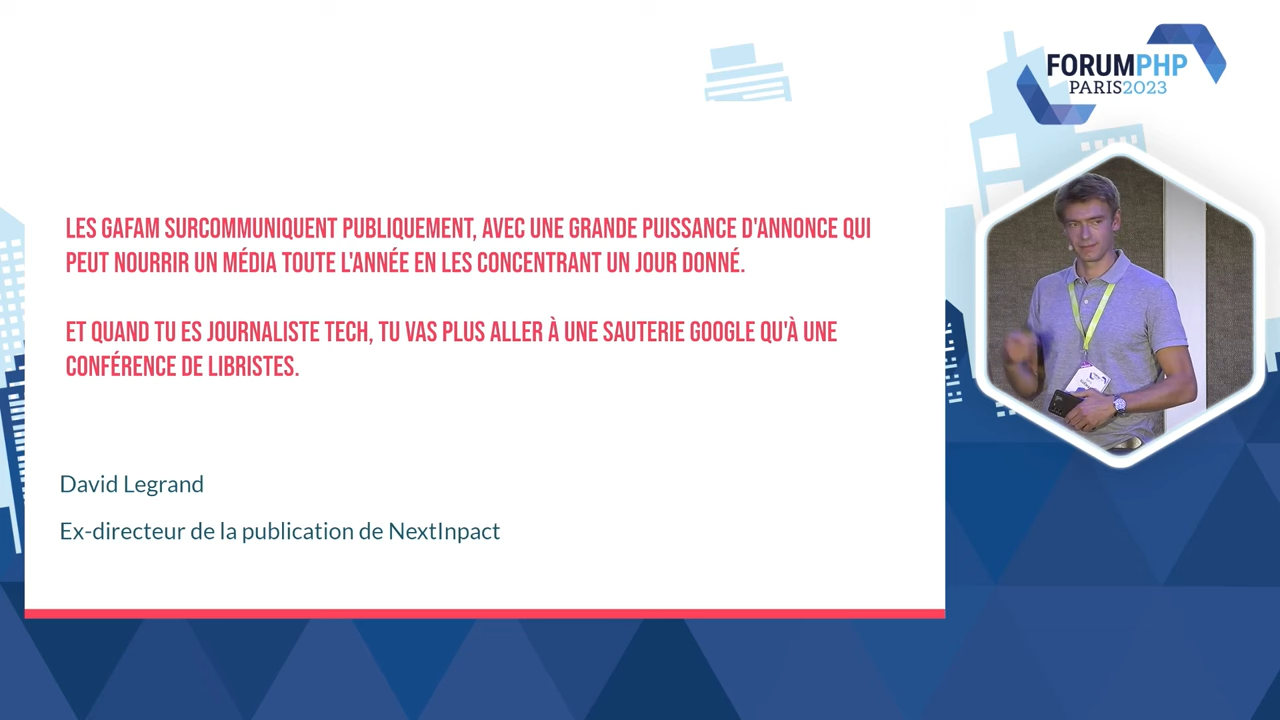 FORUMPHP
PARIS2023
LES GAFAM SURCOMMUNIQUENT PUBLIQUEMENT, AVEC UNE GRANDE PUISSANCE D'ANNONCE QUI
PEUT NOURRIR UN MÉDIA TOUTE L'ANNÉE EN LES CONCENTRANT UN JOUR DONNÉ.
ET QUAND TU ES JOURNALISTE TECH, TU VAS PLUS ALLER À UNE SAUTERIE GOOGLE QU'À UNE
CONFÉRENCE DE LIBRISTES.
David Legrand
Ex-directeur de la publication de NextInpact